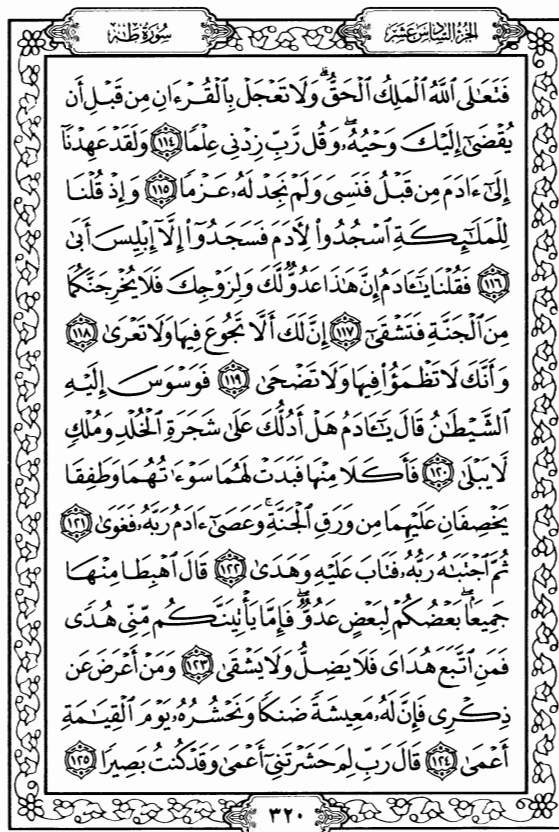 الجزء السادس عشر
سورة طه
فَتَعَٰلَى ٱللَّهُ ٱلْمَلِكُ ٱلْحَقُّ ۗ وَلَا تَعْجَلْ بِٱلْقُرْءَانِ مِن قَبْلِ أَن
يُقْضَىٰٓ إِلَيْكَ وَحْيُهُۥ ۖ وَقُل رَّبِّ زِدْنِى عِلْمًا ١١٤ وَلَقَدْ عَهِدْنَآ
إِلَىٰٓ ءَادَمَ مِن قَبْلُ فَنَسِىَ وَلَمْ نَجِدْ لَهُۥ عَزْمًا ١١٥ وَإِذْ قُلْنَا
لِلْمَلَٰٓئِكَةِ ٱسْجُدُوا۟ لِأَدَمَ فَسَجَدُوٓا۟ إِلَّآ إِبْلِيسَ أَبَىٰ
١١٦ فَقُلْنَا يَٰٓـَٔادَمُ إِنَّ هَٰذَا عَدُوٌّ لَّكَ وَلِزَوْجِكَ فَلَا يُخْرِجَنَّكُمَا
مِنَ ٱلْجَنَّةِ فَتَشْقَىٰٓ ١١٧ إِنَّ لَكَ أَلَّا تَجُوعَ فِيهَا وَلَا تَعْرَىٰ ١١٨
وَأَنَّكَ لَا تَظْمَؤُا۟ فِيهَا وَلَا تَضْحَىٰ ١١٩ فَوَسْوَسَ إِلَيْهِ
ٱلشَّيْطَٰنُ قَالَ يَٰٓـَٔادَمُ هَلْ أَدُلُّكَ عَلَىٰ شَجَرَةِ ٱلْخُلْدِ وَمُلْكٍ
لَّا يَبْلَىٰ ١٢٠ فَأَكَلَا مِنْهَا فَبَدَتْ لَهُمَا سَوْءَٰتُهُمَا وَطَفِقَا
يَخْصِفَانِ عَلَيْهِمَا مِن وَرَقِ ٱلْجَنَّةِ ۚ وَعَصَىٰٓ ءَادَمُ رَبَّهُۥ فَغَوَىٰ ١٢١
ثُمَّ ٱجْتَبَٰهُ رَبُّهُۥ فَتَابَ عَلَيْهِ وَهَدَىٰ ١٢٢ قَالَ ٱهْبِطَا مِنْهَا
جَمِيعًۢا ۖ بَعْضُكُمْ لِبَعْضٍ عَدُوٌّ ۖ فَإِمَّا يَأْتِيَنَّكُم مِّنِّى هُدًى
فَمَنِ ٱتَّبَعَ هُدَاىَ فَلَا يَضِلُّ وَلَا يَشْقَىٰ ١٢٣ وَمَنْ أَعْرَضَ عَن
ذِكْرِى فَإِنَّ لَهُۥ مَعِيشَةً ضَنكًا وَنَحْشُرُهُۥ يَوْمَ ٱلْقِيَٰمَةِ
أَعْمَىٰ ١٢٤ قَالَ رَبِّ لِمَ حَشَرْتَنِىٓ أَعْمَىٰ وَقَدْ كُنتُ بَصِيرًا ١٢٥
٣٢٠